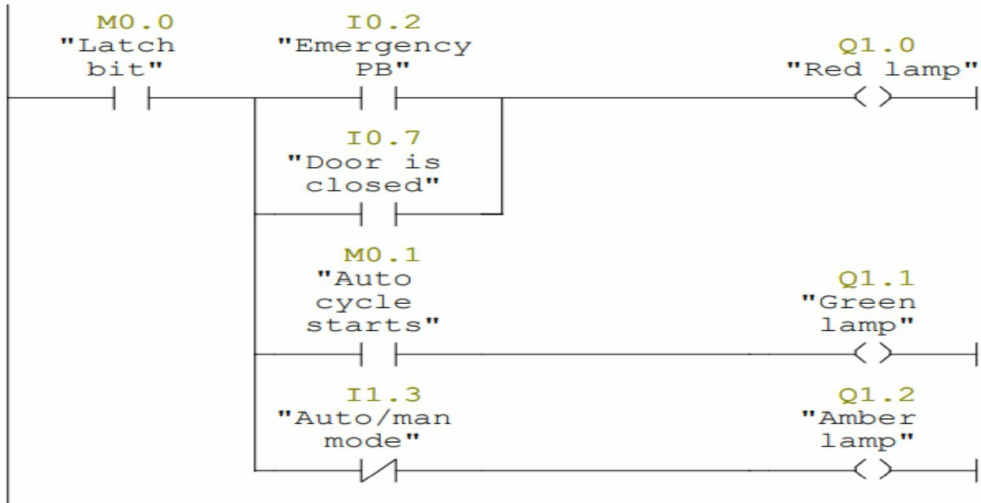 M0.0
"Latch
bit"
I0.2
"Emergency
PB"
Q1.0
"Red lamp"
I0.7
"Door is
closed"
M0.1
"Auto
cycle
starts"
Q1.1
"Green
lamp"
I1.3
"Auto/man
mode"
Q1.2
"Amber
lamp"